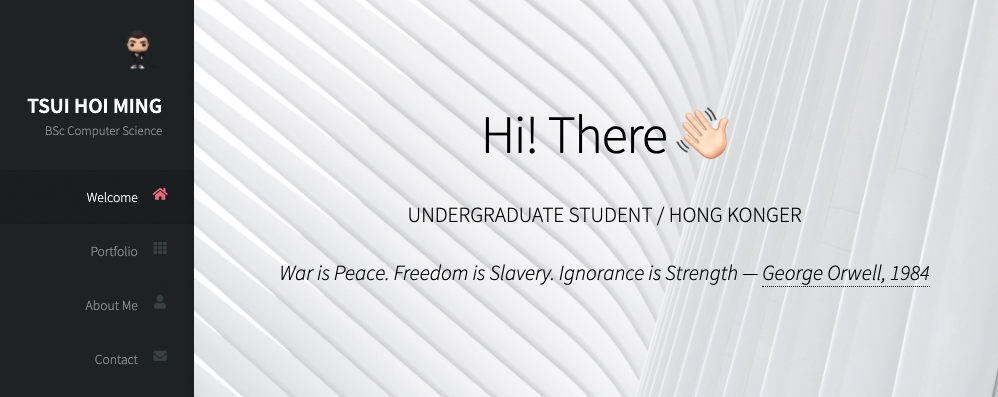 TSUI HOI MING
BSc Computer Science
Welcome
Portfolio
About Me
Contact
Hi! There 👋🏻
UNDERGRADUATE STUDENT / HONG KONGER
War is Peace. Freedom is Slavery. Ignorance is Strength — George Orwell, 1984